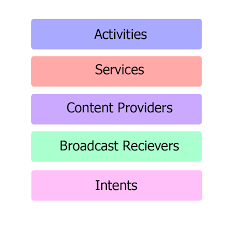 Activities
Services
Content Providers
Broadcast Recievers
Intents